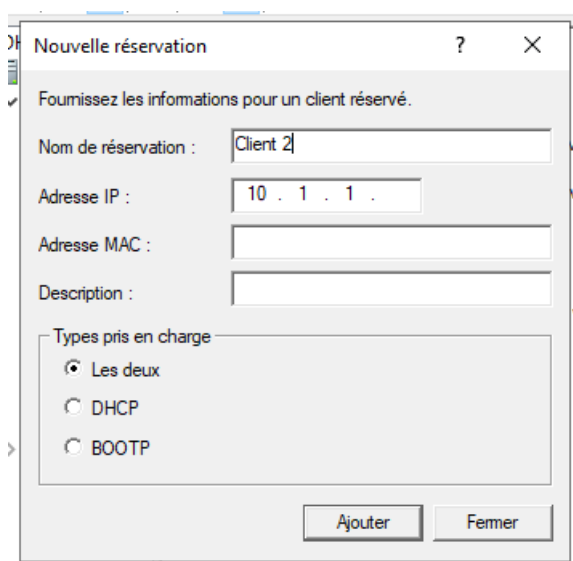 DH
Nouvelle réservation ? ×
Fournissez les informations pour un client réservé.
Nom de réservation : Client 2
Adresse IP : 10 . 1 . 1 .
Adresse MAC :
Description :
Types pris en charge
Les deux
DHCP
BOOTP
Ajouter Fermer